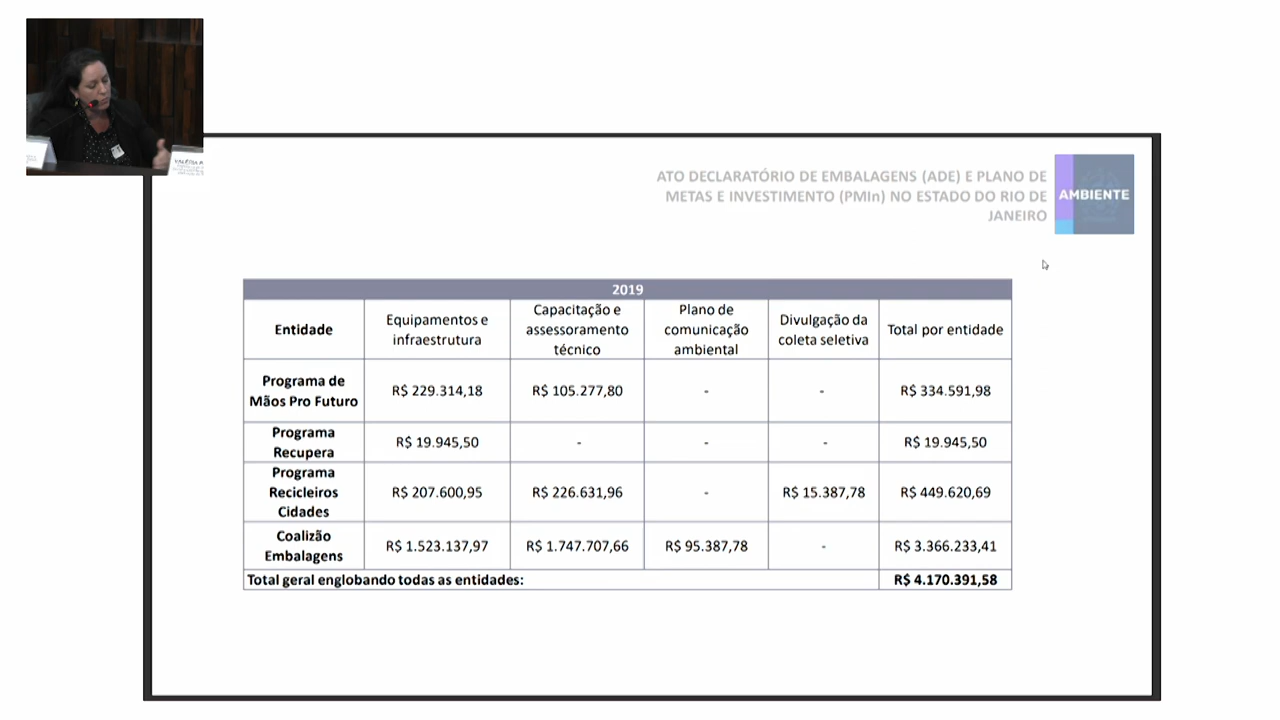 VALÉRIA
ATO DECLARATÓRIO DE EMBALAGENS (ADE) E PLANO DE
METAS E INVESTIMENTO (PMIn) NO ESTADO DO RIO DE
JANEIRO
AMBIENTE
2019
Entidade
Equipamentos e
infraestrutura
Capacitação e
assessoramento
técnico
Plano de
comunicação
ambiental
Divulgação da
coleta seletiva
Total por entidade
Programa de
Mãos Pro Futuro
R$ 229.314,18
R$ 105.277,80
-
-
R$ 334.591,98
Programa
Recupera
R$ 19.945,50
-
-
-
R$ 19.945,50
Programa
Recicleiros
Cidades
R$ 207.600,95
R$ 226.631,96
-
R$ 15.387,78
R$ 449.620,69
Coalizão
Embalagens
R$ 1.523.137,97
R$ 1.747.707,66
R$ 95.387,78
-
R$ 3.366.233,41
Total geral englobando todas as entidades:
R$ 4.170.391,58